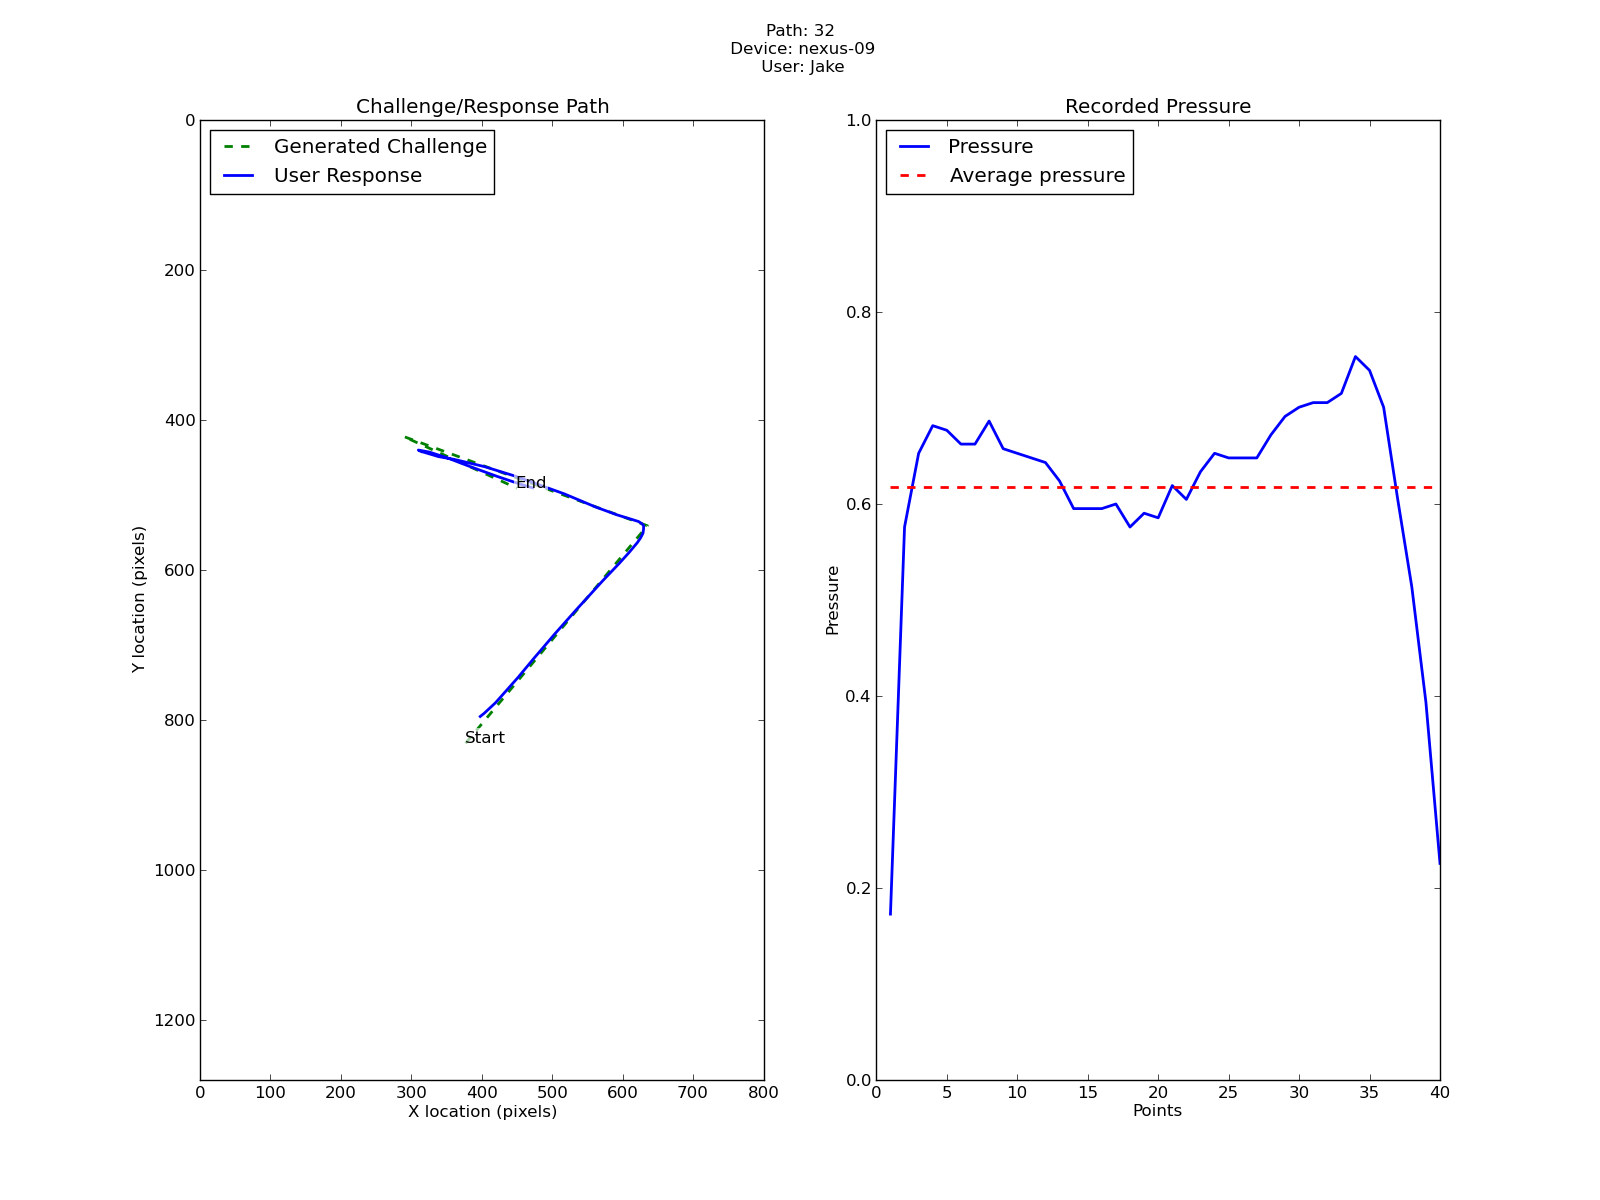 Path: 32
Device: nexus-09
User: Jake
Challenge/Response Path
Generated Challenge
User Response
0
200
400
600
800
1000
1200
Y location (pixels)
End
Start
0 100 200 300 400 500 600 700 800
X location (pixels)
Recorded Pressure
Pressure
Average pressure
1.0
0.8
0.6
0.4
0.2
0.0
Pressure
0 5 10 15 20 25 30 35 40
Points